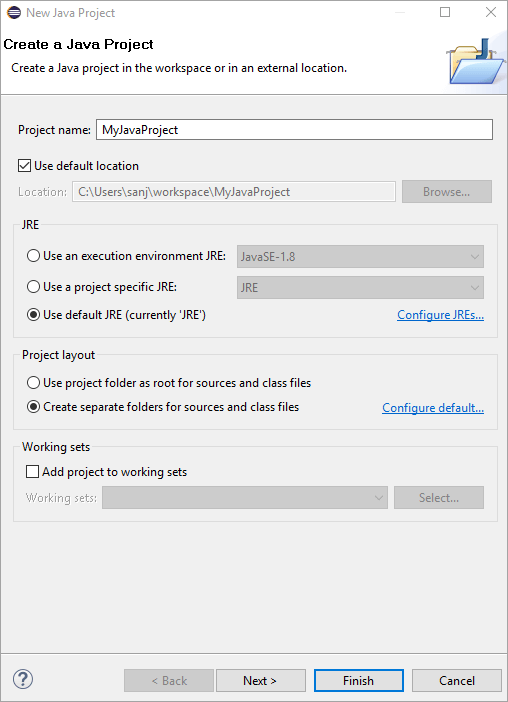 New Java Project
Create a Java Project
Create a Java project in the workspace or in an external location.
Project name: MyJavaProject
Use default location
Location: C:\Users\sanj\workspace\MyJavaProject Browse...
JRE
Use an execution environment JRE: JavaSE-1.8
Use a project specific JRE: JRE
Use default JRE (currently 'JRE') Configure JREs...
Project layout
Use project folder as root for sources and class files
Create separate folders for sources and class files Configure default...
Working sets
Add project to working sets
Working sets: Select...
? < Back Next > Finish Cancel